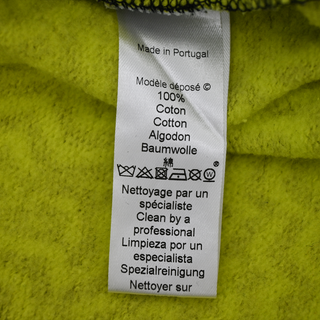 Made in Portugal
Modèle déposé ©
100%
Coton
Cotton
Algodon
Baumwolle
®
W
Nettoyage par un
spécialiste
Clean by a
professional
Limpieza por un
especialista
Spezialreinigung
Nettoyer sur